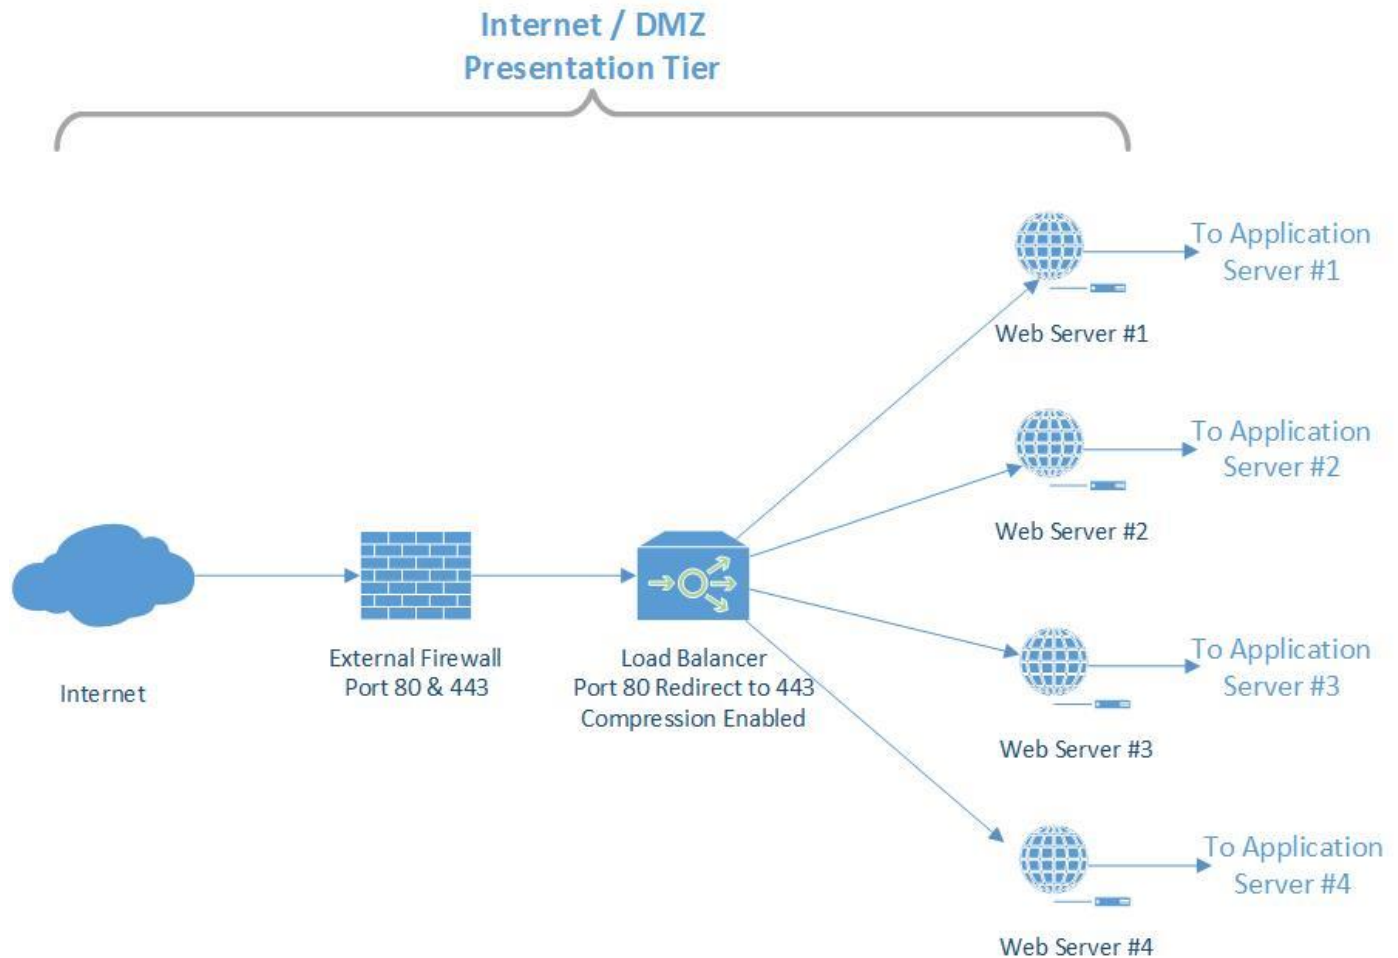 Internet / DMZ
Presentation Tier
To Application
Server #1
Web Server #1
To Application
Server #2
Web Server #2
Internet
External Firewall
Port 80 & 443
Load Balancer
Port 80 Redirect to 443
Compression Enabled
To Application
Server #3
Web Server #3
To Application
Server #4
Web Server #4